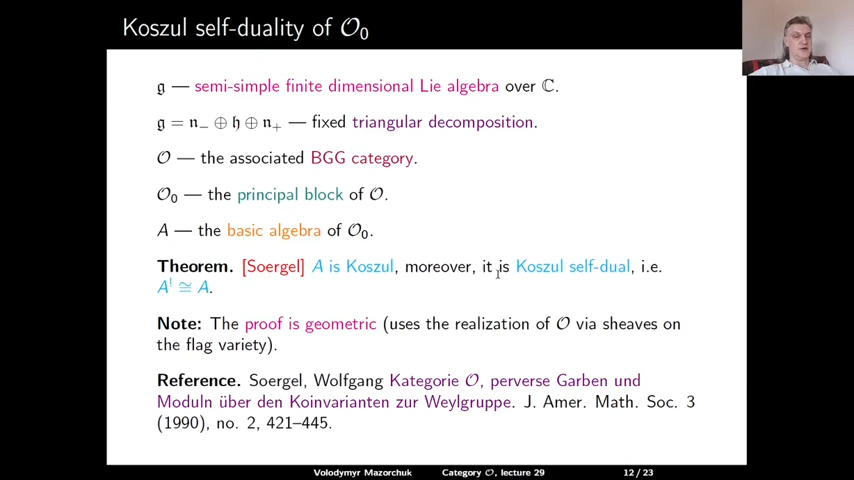 Koszul self-duality of 𝒪₀
𝔤 — semi-simple finite dimensional Lie algebra over ℂ.
𝔤 = 𝔫₋ ⊕ 𝔥 ⊕ 𝔫₊ — fixed triangular decomposition.
𝒪 — the associated BGG category.
𝒪₀ — the principal block of 𝒪.
A — the basic algebra of 𝒪₀.
Theorem. [Soergel] A is Koszul, moreover, it is Koszul self-dual, i.e.
A^! ≅ A.
Note: The proof is geometric (uses the realization of 𝒪 via sheaves on
the flag variety).
Reference. Soergel, Wolfgang Kategorie 𝒪, perverse Garben und
Moduln über den Koinvarianten zur Weylgruppe. J. Amer. Math. Soc. 3
(1990), no. 2, 421–445.
Volodymyr Mazorchuk Category 𝒪, lecture 29 12/23